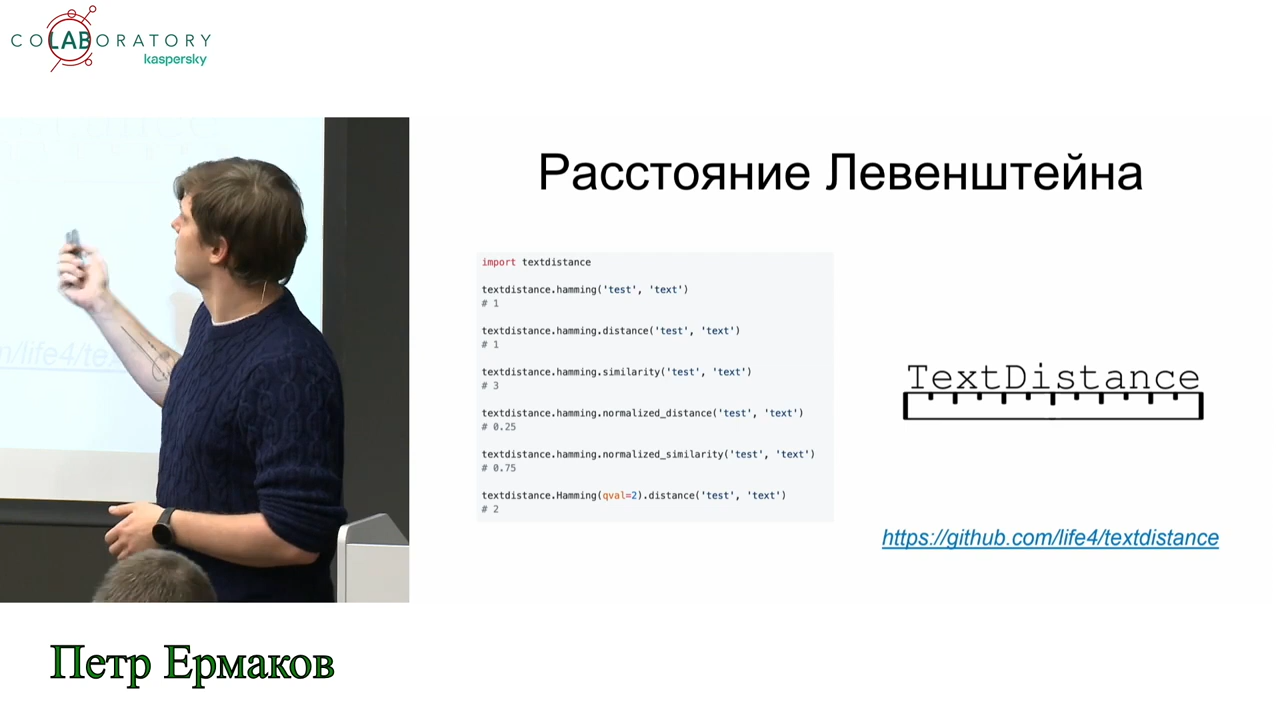 COLABORATORY
kaspersky
Расстояние Левенштейна
import textdistance
textdistance.hamming('test', 'text')
# 1
textdistance.hamming.distance('test', 'text')
# 1
textdistance.hamming.similarity('test', 'text')
# 3
textdistance.hamming.normalized_distance('test', 'text')
# 0.25
textdistance.hamming.normalized_similarity('test', 'text')
# 0.75
textdistance.Hamming(qval=2).distance('test', 'text')
# 2
TextDistance
https://github.com/life4/textdistance
n/life4/te
Петр Ермаков